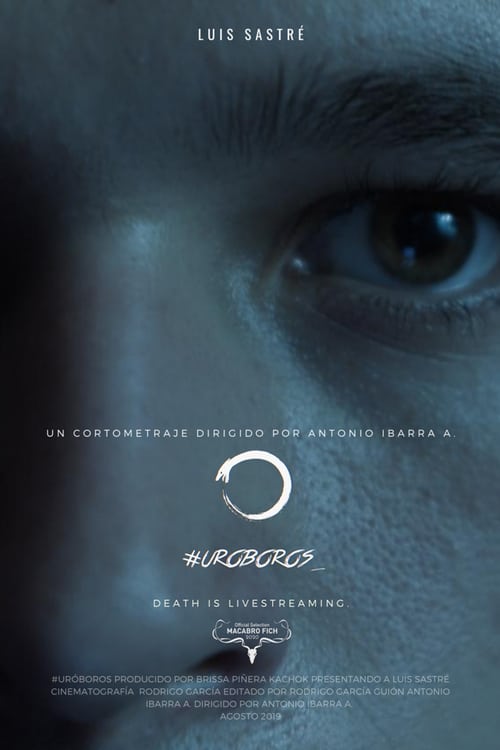 LUIS SASTRÉ
UN CORTOMETRAJE DIRIGIDO POR ANTONIO IBARRA A.
#UROBOROS_
DEATH IS LIVESTREAMING.
Official Selection
MACABRO FICH
2020
#URÓBOROS PRODUCIDO POR BRISSA PIÑERA KACHOK PRESENTANDO A LUIS SASTRÉ
CINEMATOGRAFÍA RODRIGO GARCÍA EDITADO POR RODRIGO GARCÍA GUIÓN ANTONIO
IBARRA A. DIRIGIDO POR ANTONIO IBARRA A.
AGOSTO 2019